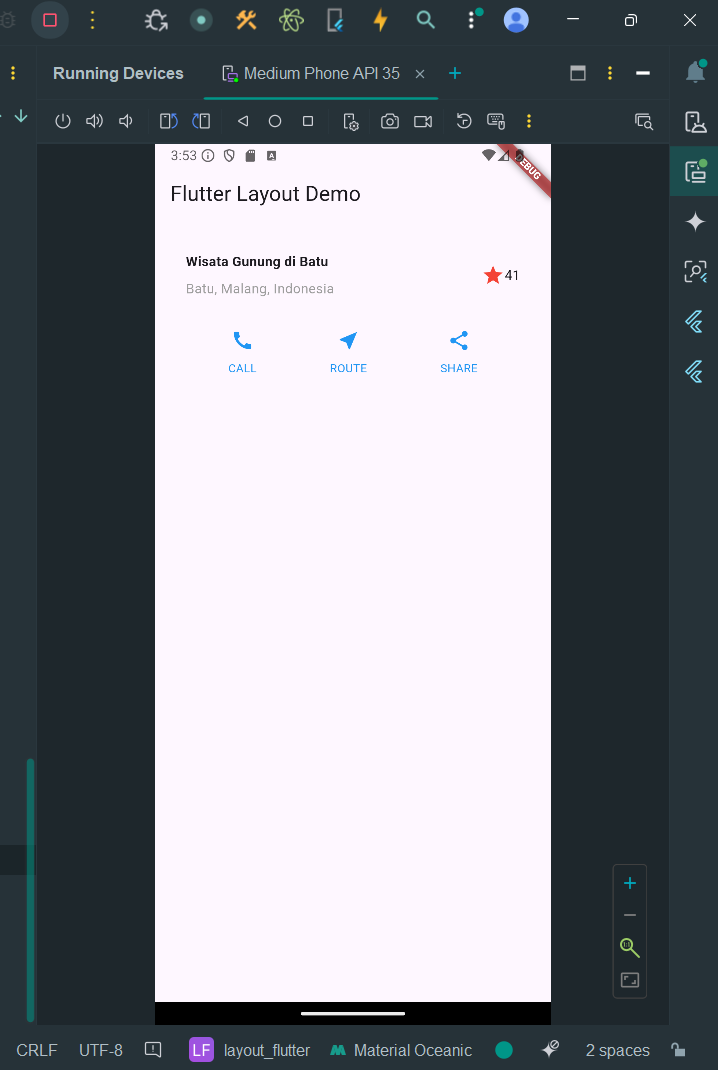 Running Devices
Medium Phone API 35
3:53
DEBUG
Flutter Layout Demo
Wisata Gunung di Batu
41
Batu, Malang, Indonesia
CALL ROUTE SHARE
CRLF UTF-8 LF layout_flutter Material Oceanic 2 spaces